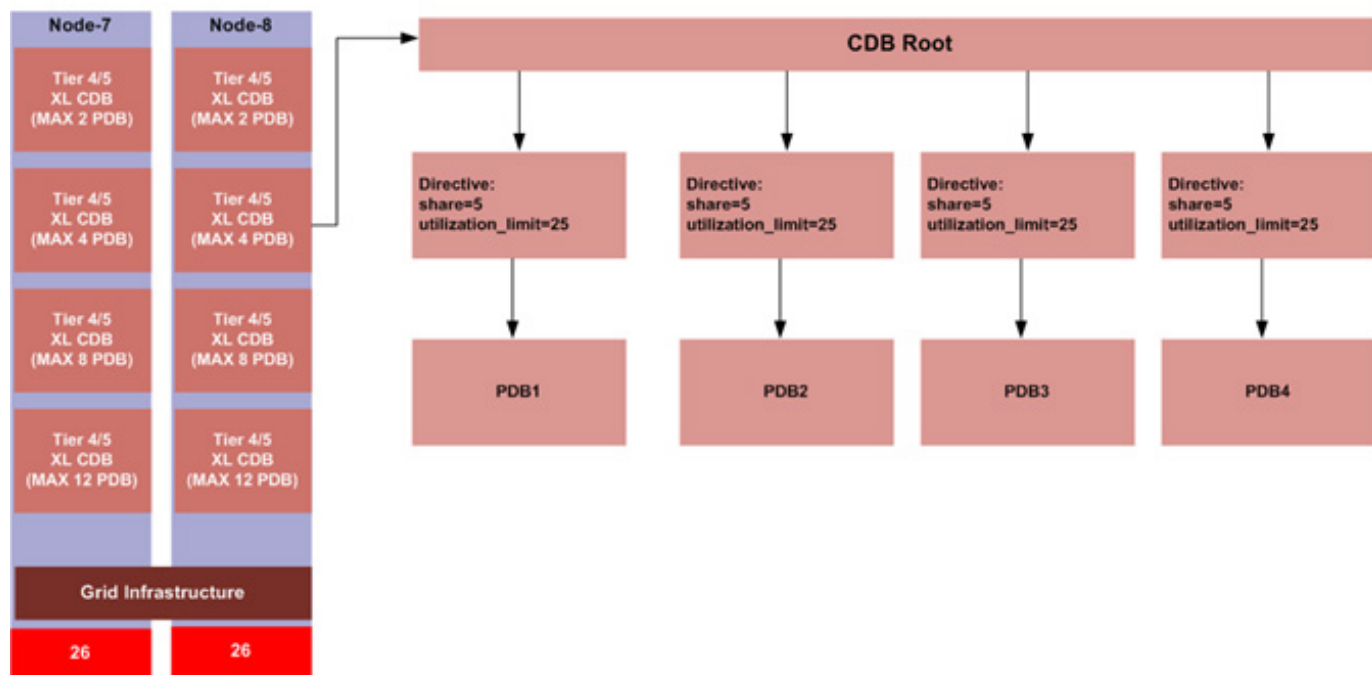 Node-7
Tier 4/5
XL CDB
(MAX 2 PDB)
Tier 4/5
XL CDB
(MAX 4 PDB)
Tier 4/5
XL CDB
(MAX 8 PDB)
Tier 4/5
XL CDB
(MAX 12 PDB)
Node-8
Tier 4/5
XL CDB
(MAX 2 PDB)
Tier 4/5
XL CDB
(MAX 4 PDB)
Tier 4/5
XL CDB
(MAX 8 PDB)
Tier 4/5
XL CDB
(MAX 12 PDB)
Grid Infrastructure
26
26
CDB Root
Directive:
share=5
utilization_limit=25
Directive:
share=5
utilization_limit=25
Directive:
share=5
utilization_limit=25
Directive:
share=5
utilization_limit=25
PDB1
PDB2
PDB3
PDB4